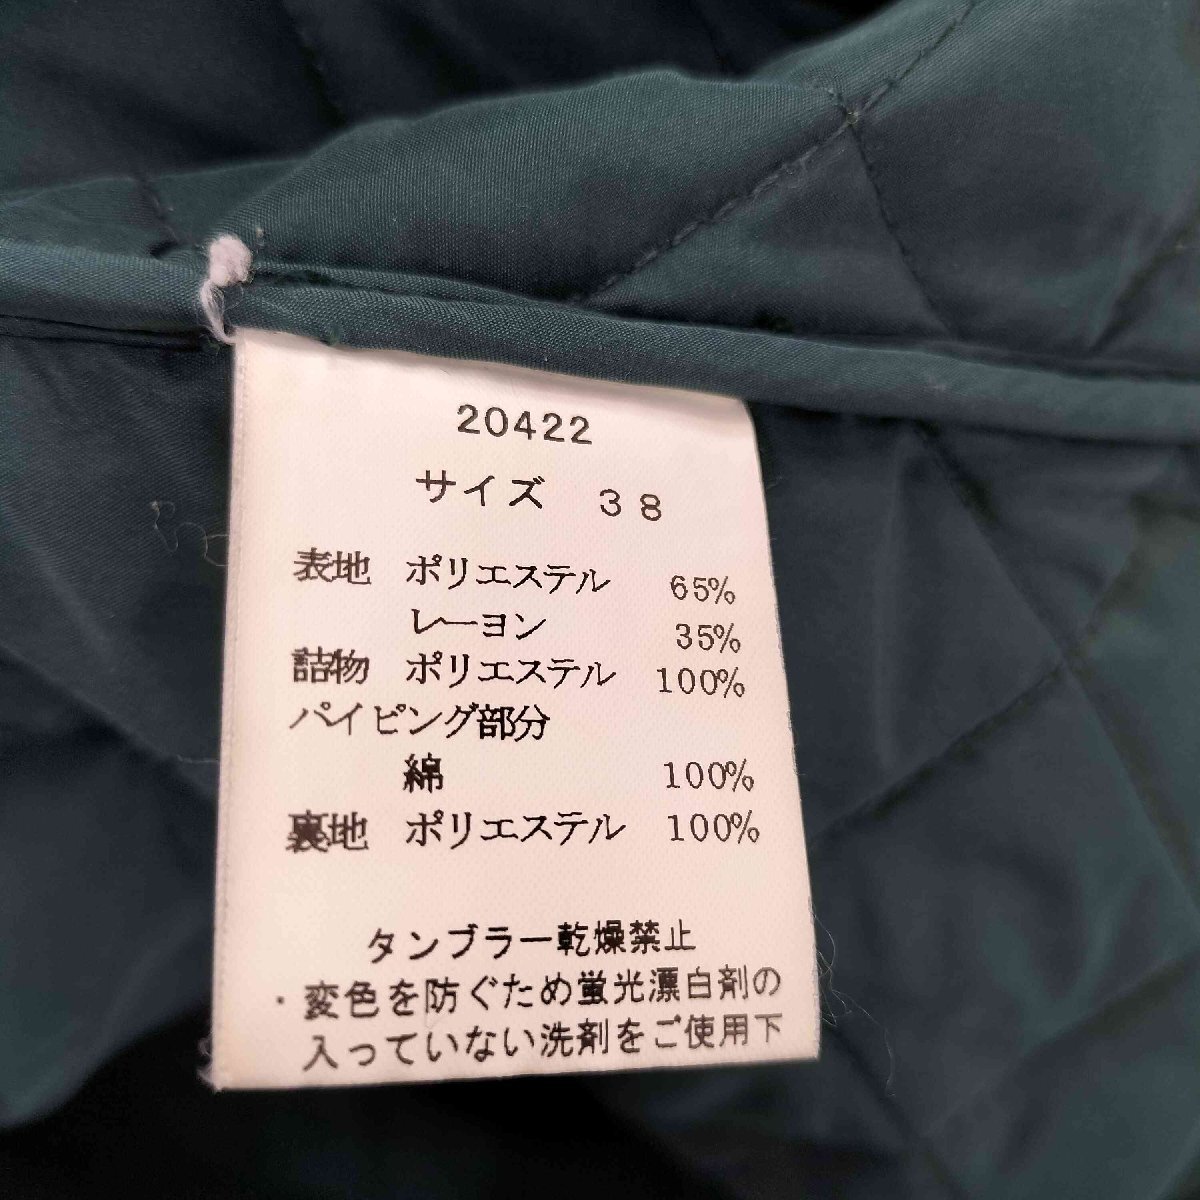 20422
サイズ 38
表地 ポリエステル 65%
レーヨン 35%
詰物 ポリエステル 100%
パイピング部分
綿 100%
裏地 ポリエステル 100%
タンブラー乾燥禁止
・変色を防ぐため蛍光漂白剤の
入っていない洗剤をご使用下